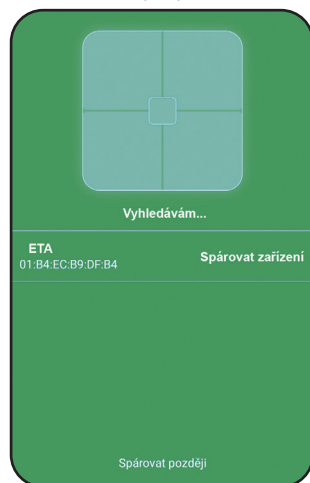 Vyhledávám...
ETA
01:B4:EC:B9:DF:B4
Spárovat zařízení
Spárovat později